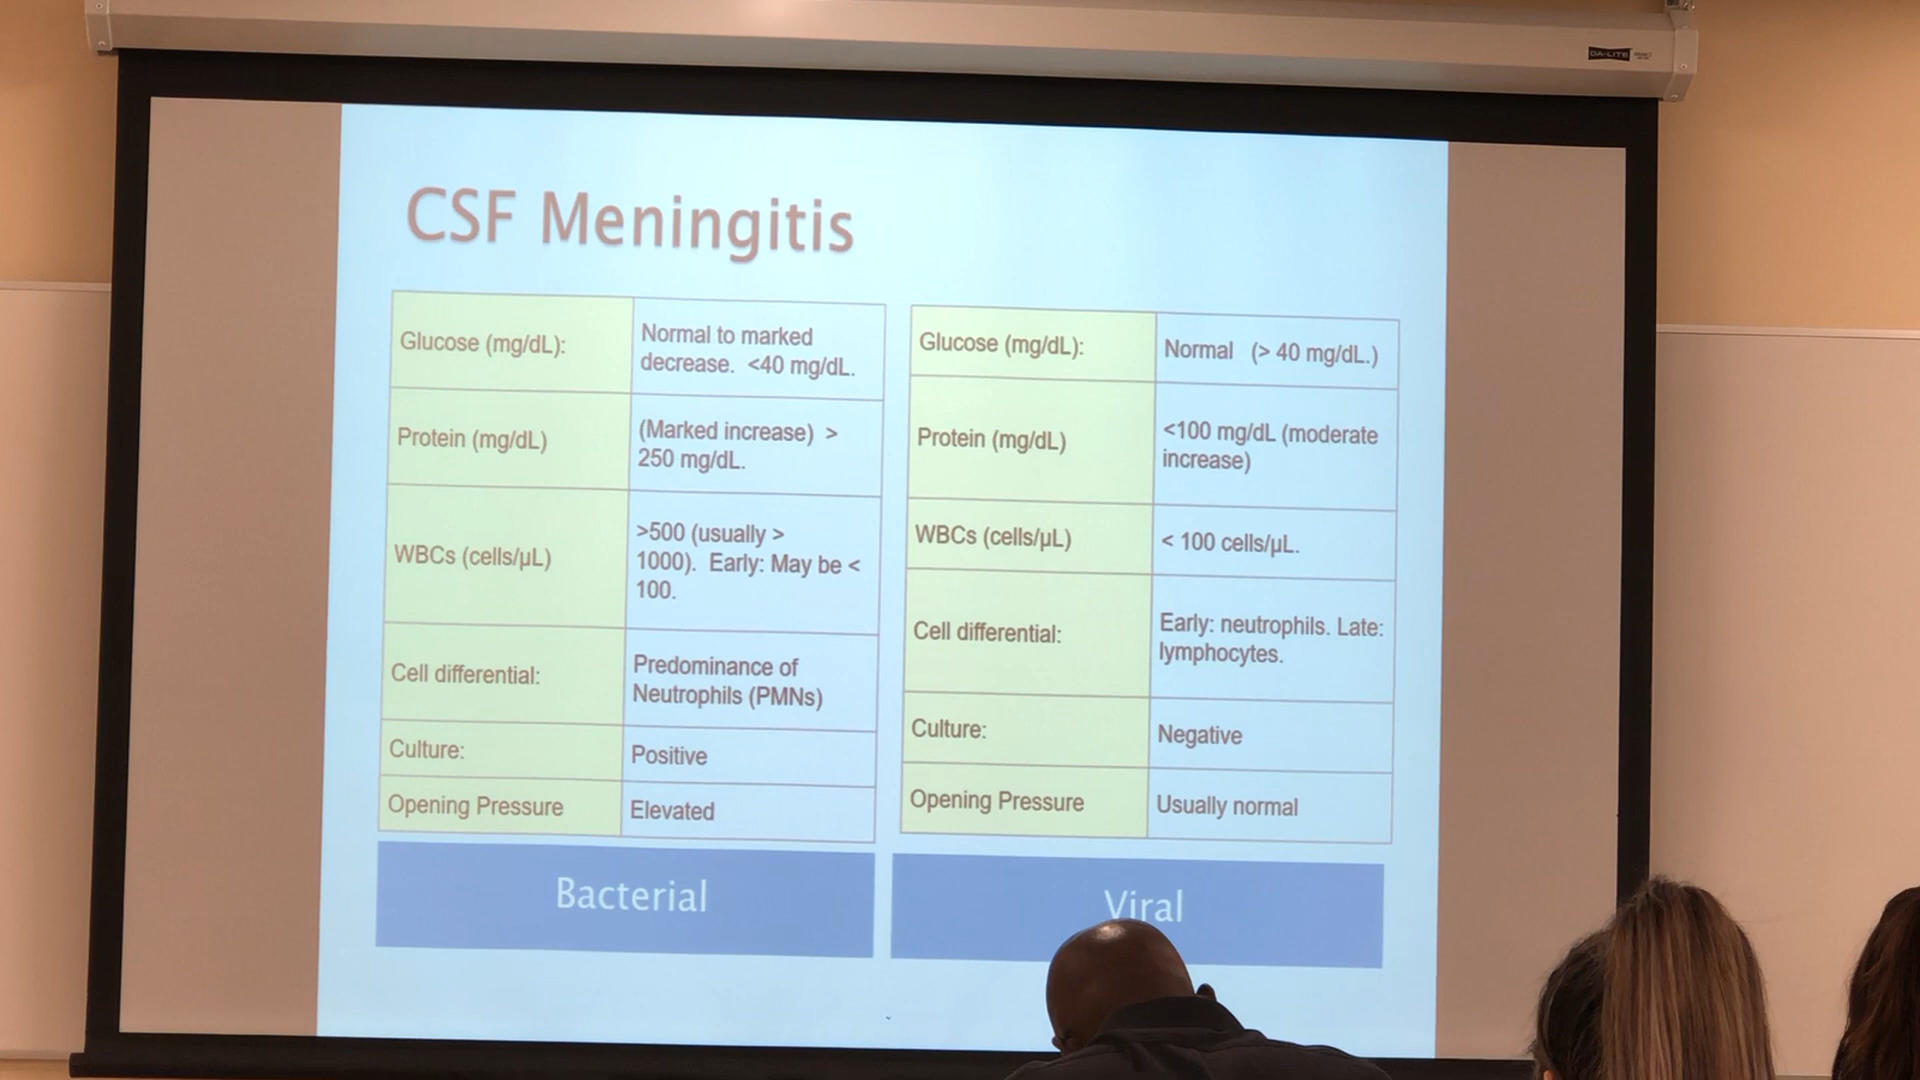 DA-LITE
CSF Meningitis
Glucose (mg/dL):
Normal to marked
decrease. <40 mg/dL.
Protein (mg/dL)
(Marked increase) >
250 mg/dL.
WBCs (cells/µL)
>500 (usually >
1000). Early: May be <
100.
Cell differential:
Predominance of
Neutrophils (PMNs)
Culture:
Positive
Opening Pressure
Elevated
Bacterial
Glucose (mg/dL):
Normal (> 40 mg/dL.)
Protein (mg/dL)
<100 mg/dL (moderate
increase)
WBCs (cells/µL)
< 100 cells/µL.
Cell differential:
Early: neutrophils. Late:
lymphocytes.
Culture:
Negative
Opening Pressure
Usually normal
Viral